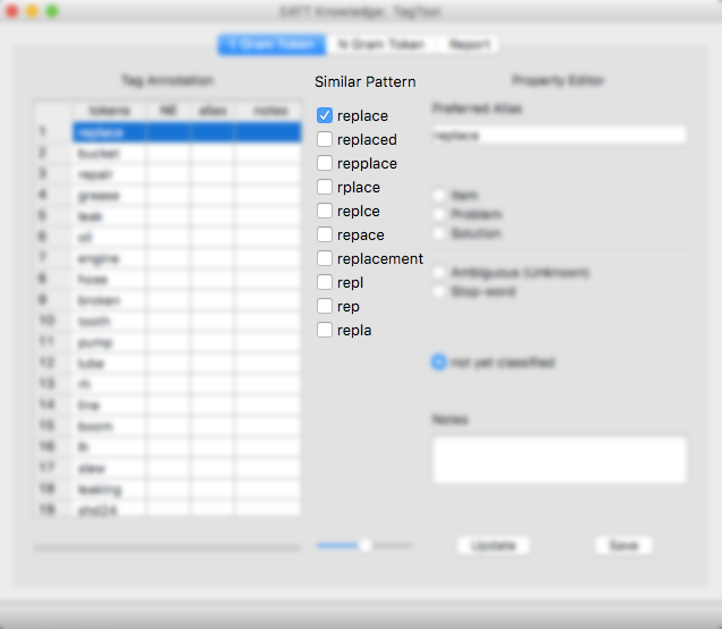 1 Gram Token
N Gram Token
Report
Tag Annotation
tokens NE alias notes
1 replace
2 bucket
3 repair
4 grease
5 leak
6 oil
7 engine
8 hose
9 broken
10 tooth
11 pump
12 lube
13 rh
14 line
15 boom
16 lh
17 slew
18 leaking
19 shd24
Similar Pattern
replace
replaced
repplace
rplace
replce
repace
replacement
repl
rep
repla
Property Editor
Preferred Alias
replace
Item
Problem
Solution
Ambiguous (Unknown)
Stop-word
not yet classified
Notes
Update
Save